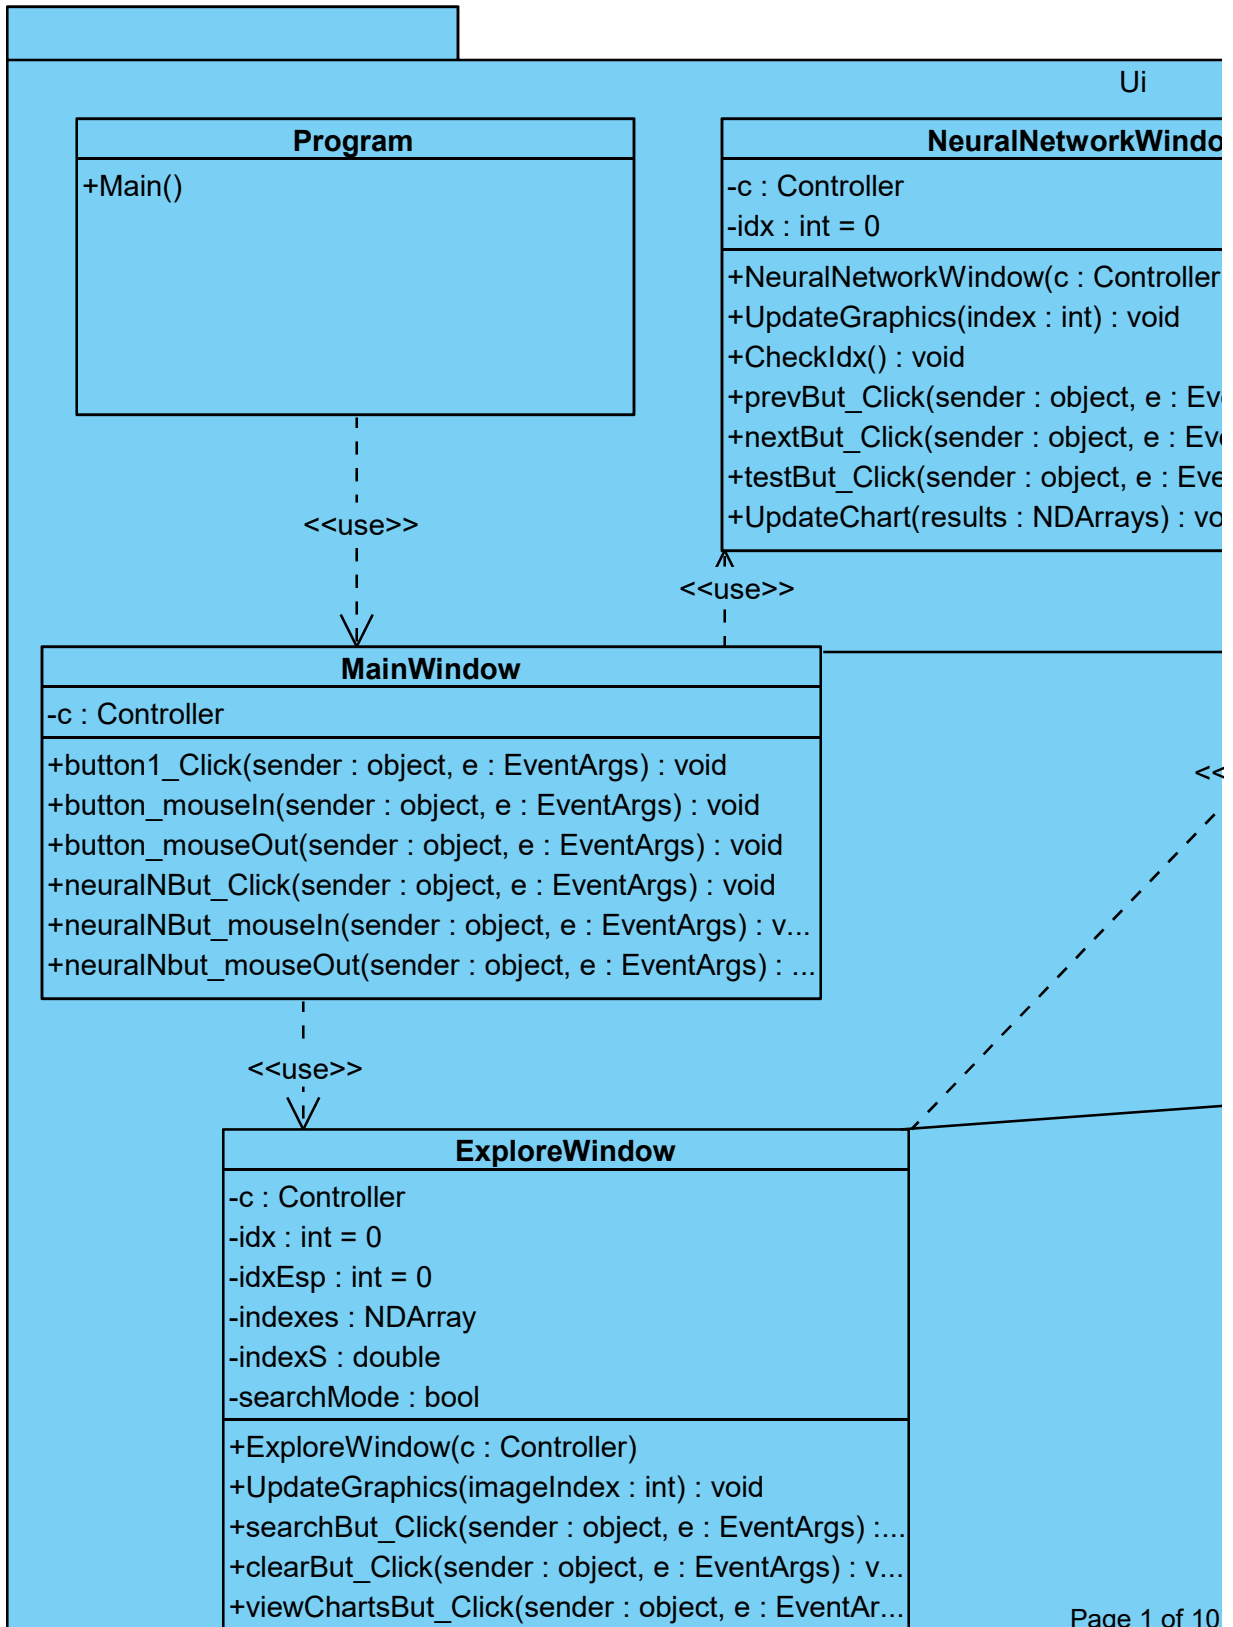 Ui
Program
+Main()
NeuralNetworkWindo
-c : Controller
-idx : int = 0
+NeuralNetworkWindow(c : Controller
+UpdateGraphics(index : int) : void
+CheckIdx() : void
+prevBut_Click(sender : object, e : Eve
+nextBut_Click(sender : object, e : Eve
+testBut_Click(sender : object, e : Eve
+UpdateChart(results : NDArrays) : vo
<<use>>
<<use>>
MainWindow
-c : Controller
+button1_Click(sender : object, e : EventArgs) : void
+button_mouseIn(sender : object, e : EventArgs) : void
+button_mouseOut(sender : object, e : EventArgs) : void
+neuralNBut_Click(sender : object, e : EventArgs) : void
+neuralNBut_mouseIn(sender : object, e : EventArgs) : v...
+neuralNbut_mouseOut(sender : object, e : EventArgs) : ...
<<
<<use>>
ExploreWindow
-c : Controller
-idx : int = 0
-idxEsp : int = 0
-indexes : NDArray
-indexS : double
-searchMode : bool
+ExploreWindow(c : Controller)
+UpdateGraphics(imageIndex : int) : void
+searchBut_Click(sender : object, e : EventArgs) :...
+clearBut_Click(sender : object, e : EventArgs) : v...
+viewChartsBut_Click(sender : object, e : EventAr...
Page 1 of 10